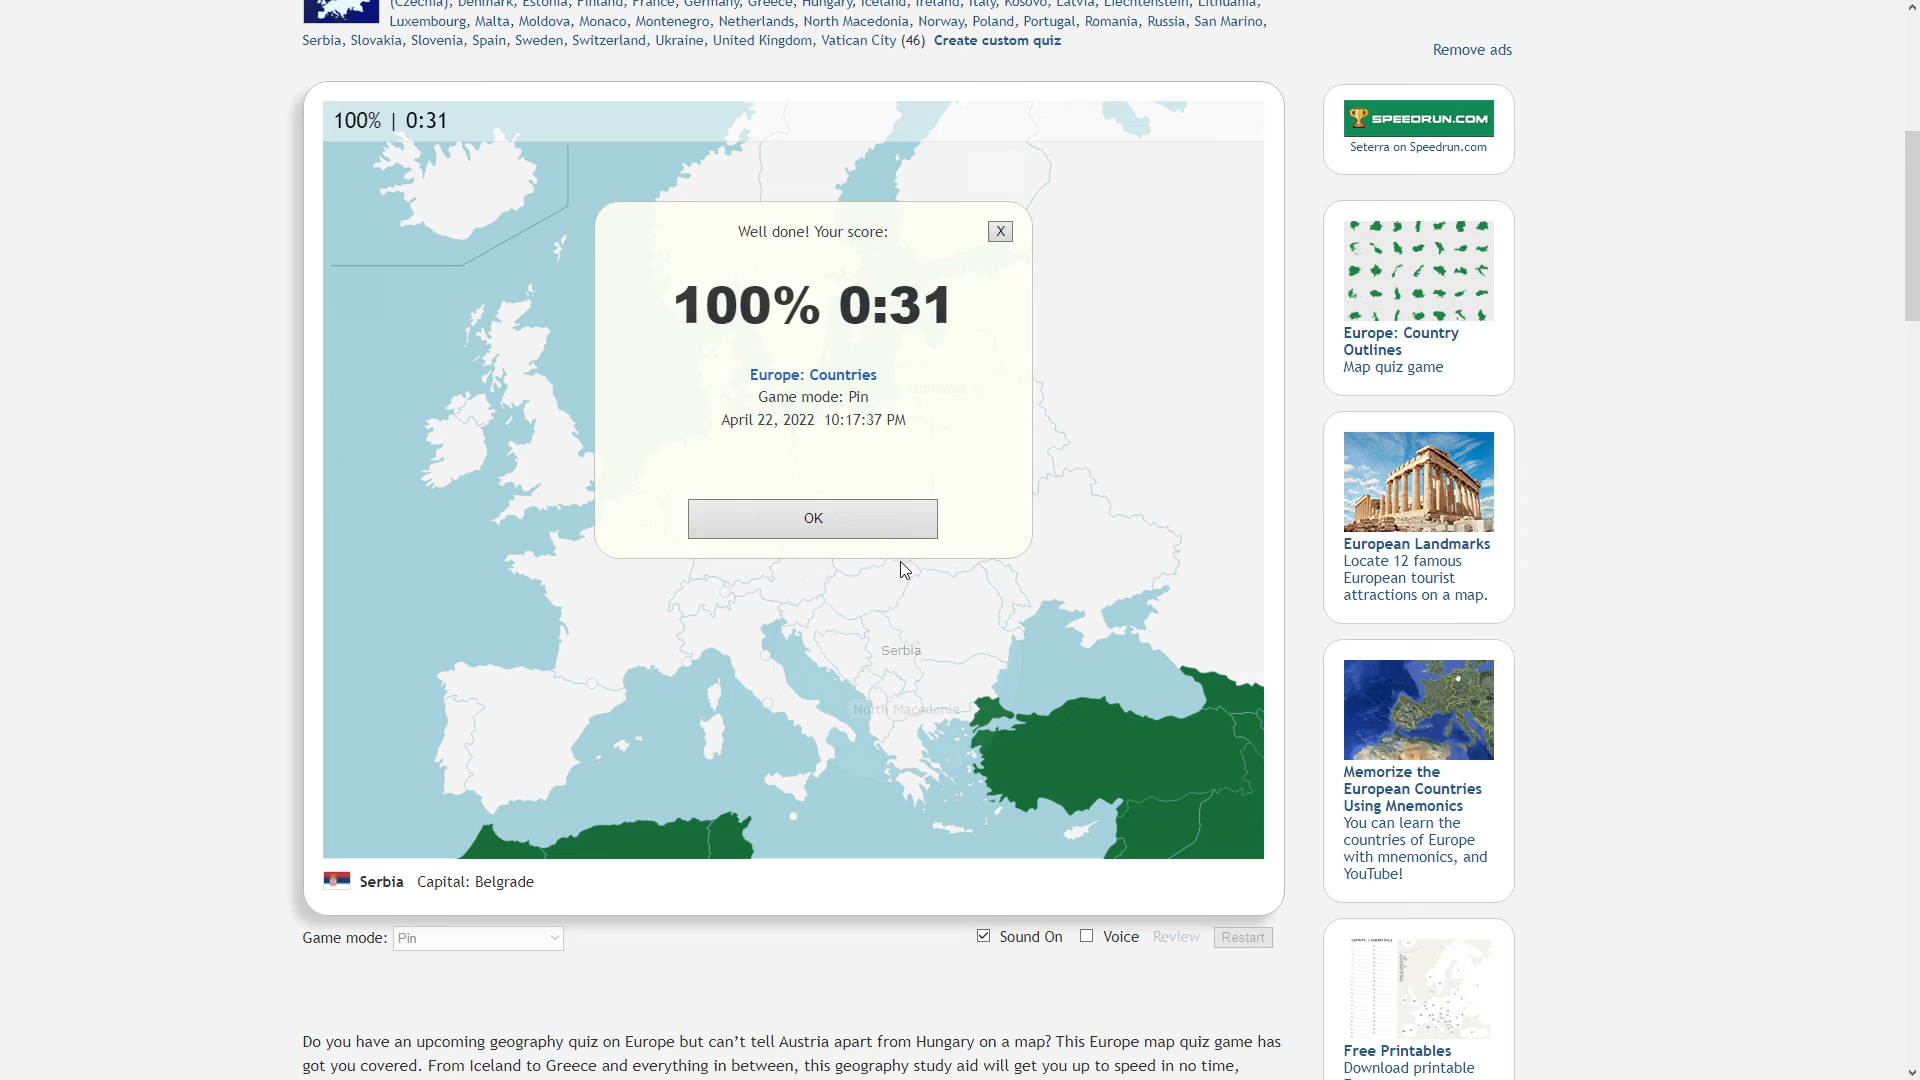 (Czechia), Denmark, Estonia, Finland, France, Germany, Greece, Hungary, Iceland, Ireland, Italy, Kosovo, Latvia, Liechtenstein, Lithuania,
Luxembourg, Malta, Moldova, Monaco, Montenegro, Netherlands, North Macedonia, Norway, Poland, Portugal, Romania, Russia, San Marino,
Serbia, Slovakia, Slovenia, Spain, Sweden, Switzerland, Ukraine, United Kingdom, Vatican City (46) Create custom quiz
Remove ads
100% | 0:31
Well done! Your score:
X
100% 0:31
Europe: Countries
Game mode: Pin
April 22, 2022 10:17:37 PM
OK
Lithuania
Serbia
North Macedonia
Serbia Capital: Belgrade
Game mode: Pin
Sound On
Voice
Review
Restart
Do you have an upcoming geography quiz on Europe but can't tell Austria apart from Hungary on a map? This Europe map quiz game has
got you covered. From Iceland to Greece and everything in between, this geography study aid will get you up to speed in no time,
SPEEDRUN.COM
Seterra on Speedrun.com
Europe: Country
Outlines
Map quiz game
European Landmarks
Locate 12 famous
European tourist
attractions on a map.
Memorize the
European Countries
Using Mnemonics
You can learn the
countries of Europe
with mnemonics, and
YouTube!
Free Printables
Download printable